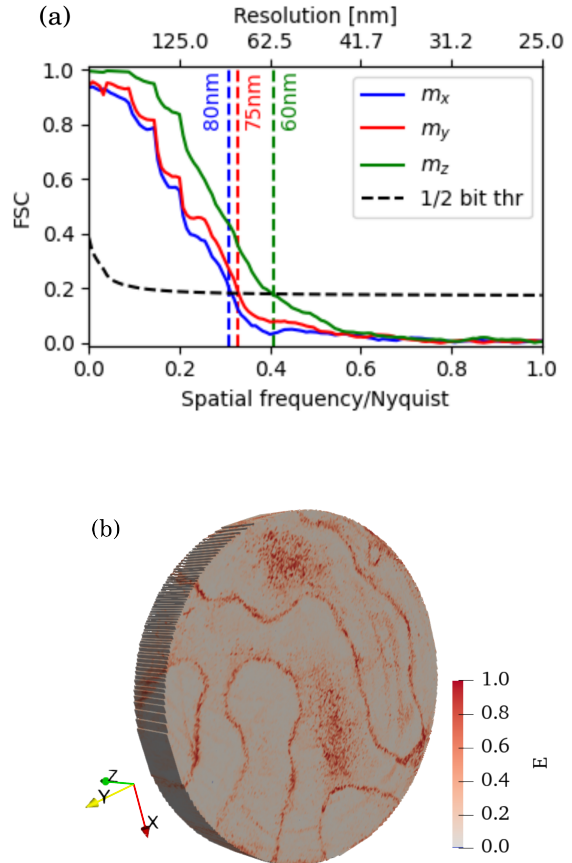 (a)
Resolution [nm]
125.0 62.5 41.7 31.2 25.0
1.0
0.8
0.6
0.4
0.2
0.0
FSC
80nm
75nm
60nm
mx
my
mz
1/2 bit thr
0.0 0.2 0.4 0.6 0.8 1.0
Spatial frequency/Nyquist
(b)
1.0
0.8
0.6
0.4
0.2
0.0
E
Z
Y
X